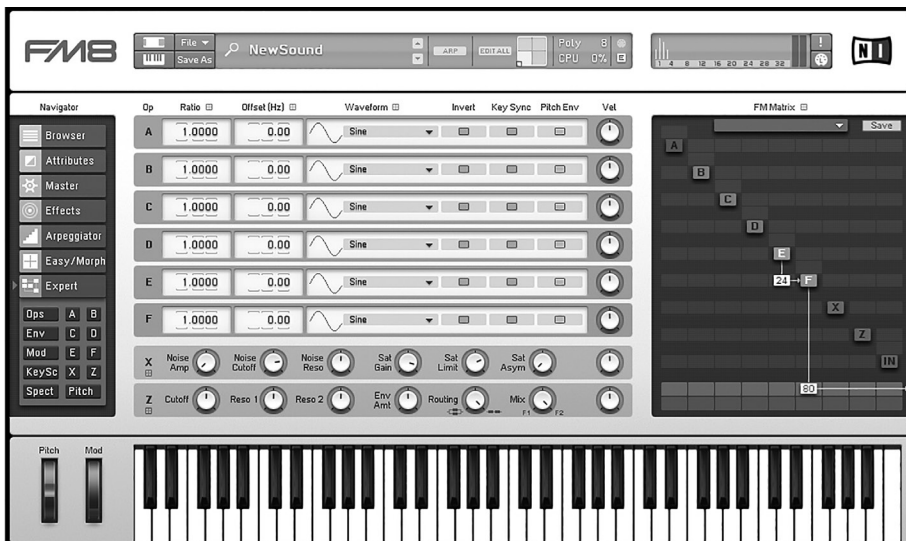 FM8
File
Save As
NewSound
ARP
EDIT ALL
Poly 8
CPU 0% E
!
1 4 8 12 16 20 24 28 32
NI
Navigator
Browser
Attributes
Master
Effects
Arpeggiator
Easy/Morph
Expert
Ops A B
Env C D
Mod E F
KeySc X Z
Spect Pitch
Op Ratio Offset (Hz) Waveform Invert Key Sync Pitch Env Vel
A 1.0000 0.00 Sine
B 1.0000 0.00 Sine
C 1.0000 0.00 Sine
D 1.0000 0.00 Sine
E 1.0000 0.00 Sine
F 1.0000 0.00 Sine
X Noise Amp Noise Cutoff Noise Reso Sat Gain Sat Limit Sat Asym
Z Cutoff Reso 1 Reso 2 Env Amt Routing Mix
F1 F2
FM Matrix
Save
A
B
C
D
E
24 F
X
Z
IN
80
Pitch Mod